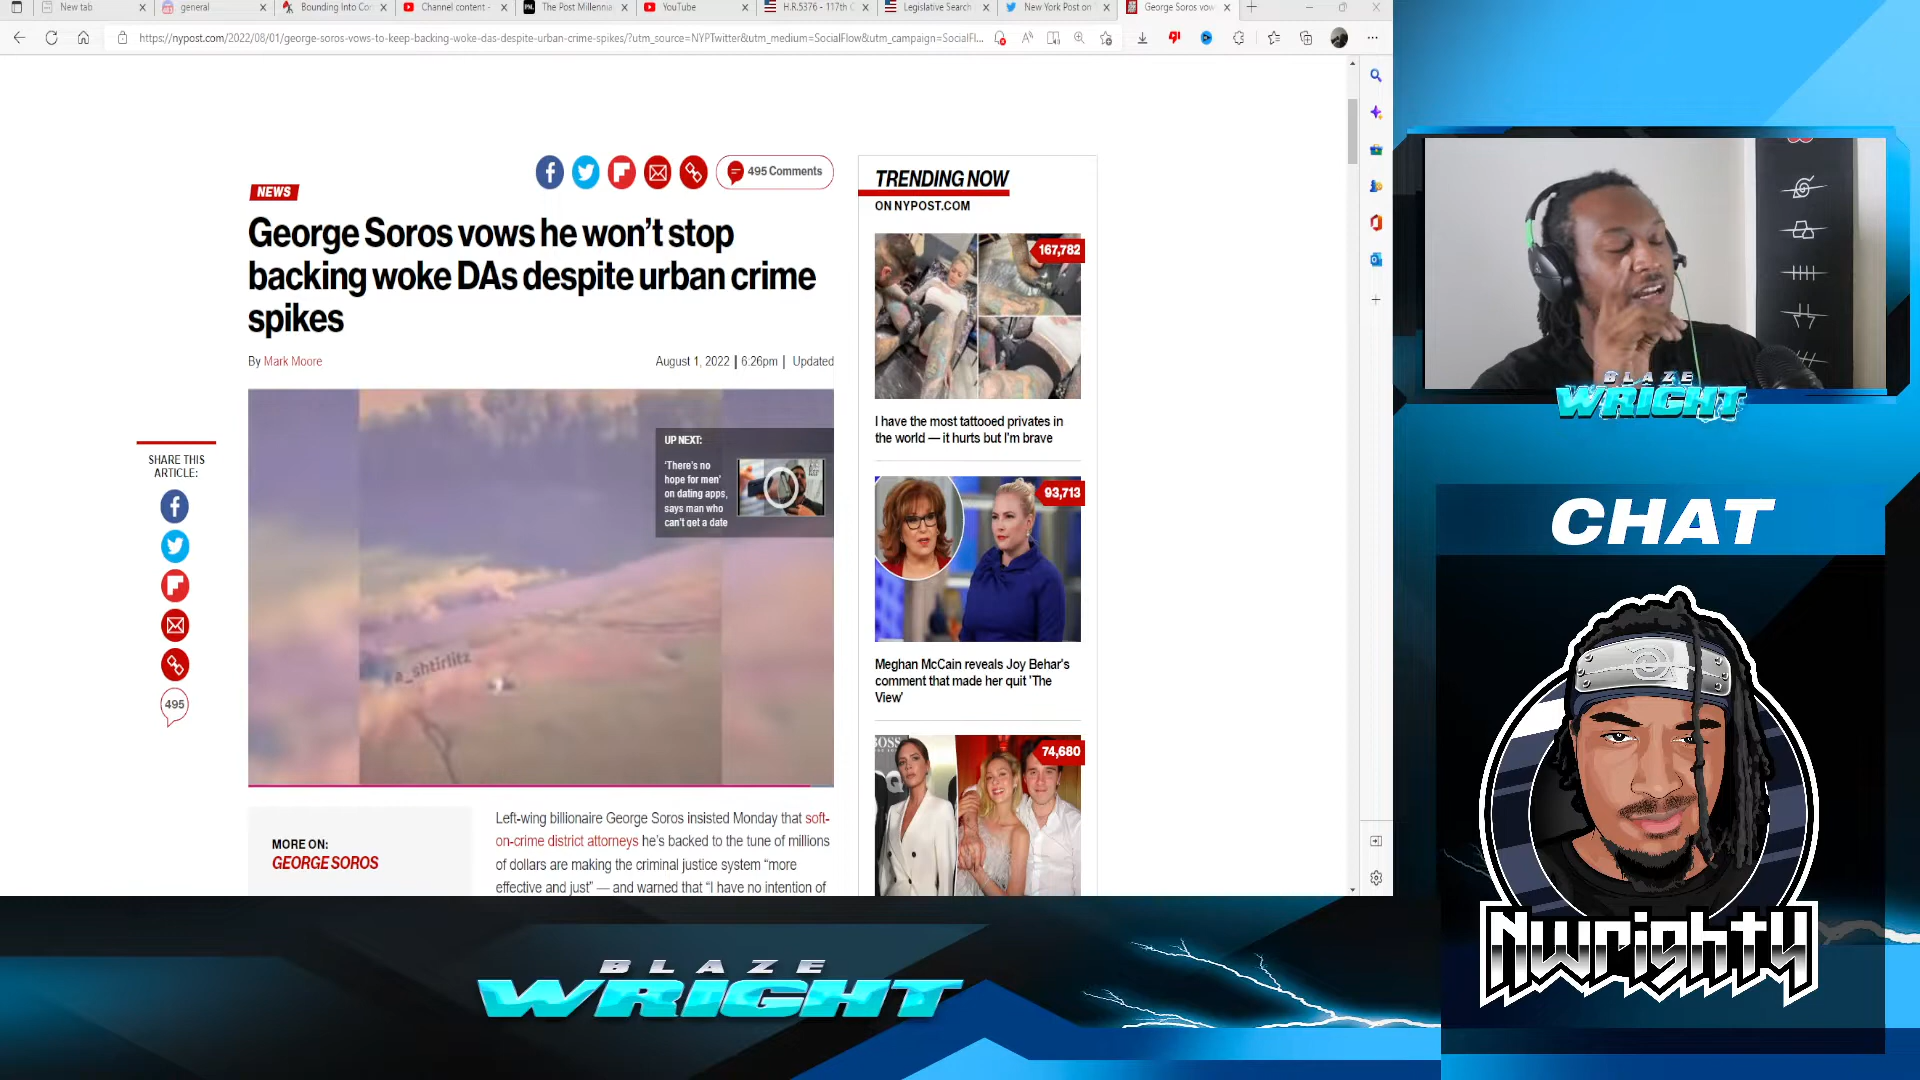 New tab
general
Bounding Into Co
Channel content -
The Post Millennia
YouTube
H.R.5376 - 117th C
Legislative Search
New York Post on
George Soros vow
https://nypost.com/2022/08/01/george-soros-vows-to-keep-backing-woke-das-despite-urban-crime-spikes/?utm_source=NYPTwitter&utm_medium=SocialFlow&utm_campaign=SocialFl...
495 Comments
NEWS
George Soros vows he won't stop
backing woke DAs despite urban crime
spikes
By Mark Moore
August 1, 2022 | 6:26pm | Updated
SHARE THIS
ARTICLE:
495
UP NEXT:
'There's no
hope for men'
on dating apps,
says man who
can't get a date
a_shtirlitz
MORE ON:
GEORGE SOROS
Left-wing billionaire George Soros insisted Monday that soft-
on-crime district attorneys he's backed to the tune of millions
of dollars are making the criminal justice system "more
effective and just" — and warned that "I have no intention of
TRENDING NOW
ON NYPOST.COM
167,782
I have the most tattooed privates in
the world — it hurts but I'm brave
93,713
Meghan McCain reveals Joy Behar's
comment that made her quit 'The
View'
74,680
BOSS
GQ
BLAZE
WRIGHT
CHAT
Nwrighty
BLAZE
WRIGHT